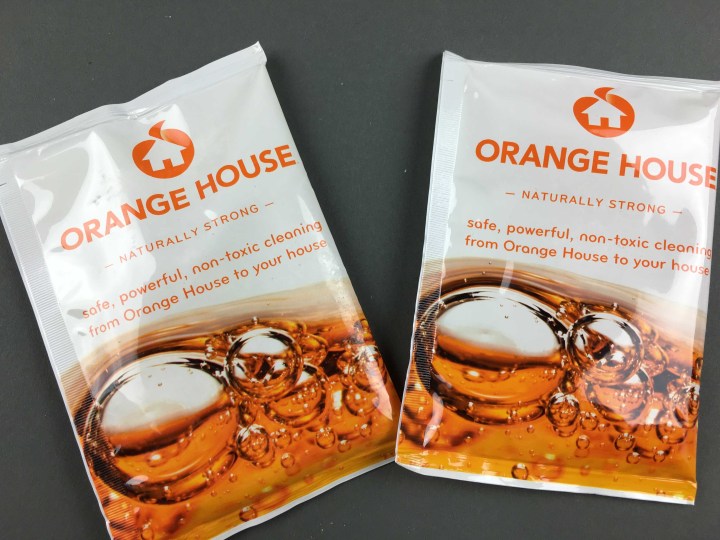 ORANGE HOUSE
— NATURALLY STRONG —
safe, powerful, non-toxic cleaning
from Orange House to your house
ORANGE HOUSE
— NATURALLY STRONG —
safe, powerful, non-toxic cleaning
from Orange House to your house